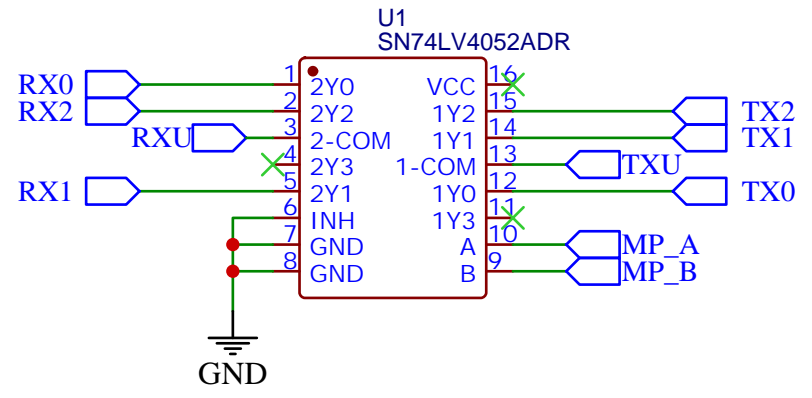 U1
SN74LV4052ADR
RX0 1 2Y0 VCC 16
RX2 2 2Y2 1Y2 15 TX2
RXU 3 2-COM 1Y1 14 TX1
4 2Y3 1-COM 13 TXU
RX1 5 2Y1 1Y0 12 TX0
6 INH 1Y3 11
7 GND A 10 MP_A
8 GND B 9 MP_B
GND